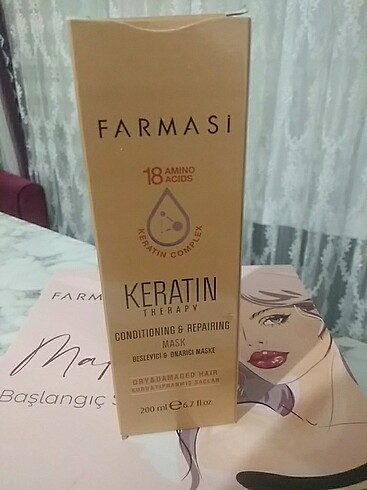 FARMASi
18 AMINO ACIDS
KERATIN COMPLEX
KERATIN
THERAPY
CONDITIONING & REPAIRING
MASK
BESLEYİCİ & ONARICI MASKE
DRY & DAMAGED HAIR
200 ml e 6.7 fl.oz.
FARMAS
Başlangıç